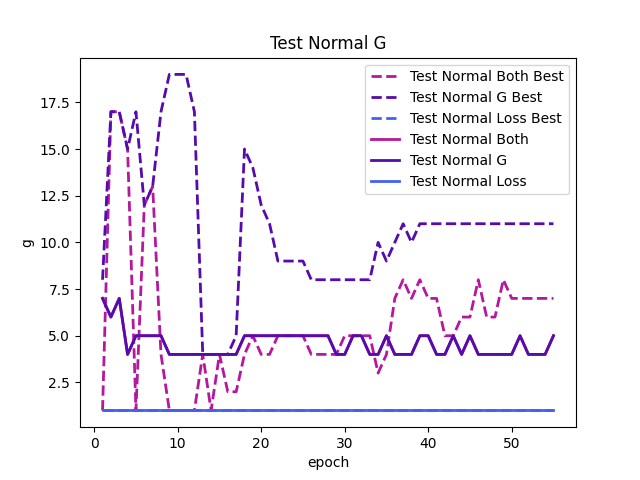 Test Normal G
Test Normal Both Best
Test Normal G Best
Test Normal Loss Best
Test Normal Both
Test Normal G
Test Normal Loss
17.5
15.0
12.5
10.0
7.5
5.0
2.5
g
0 10 20 30 40 50
epoch